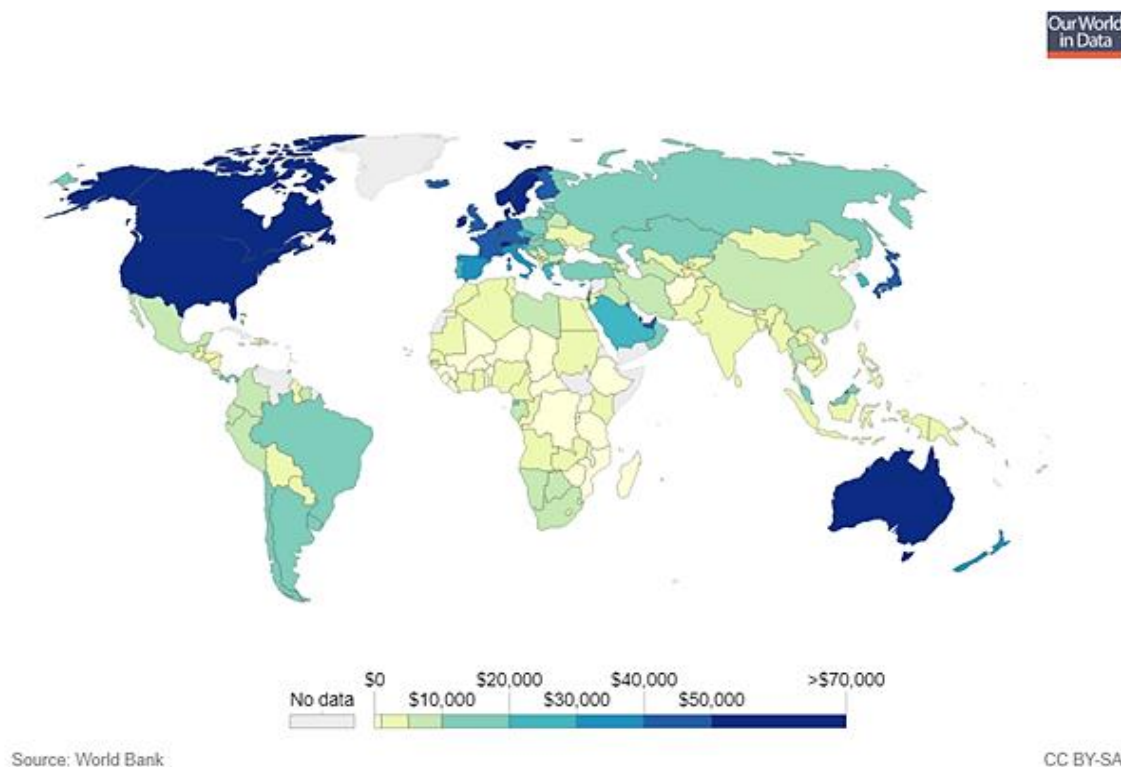 Our World
in Data
No data
$0
$10,000
$20,000
$30,000
$40,000
$50,000
>$70,000
Source: World Bank
CC BY-SA